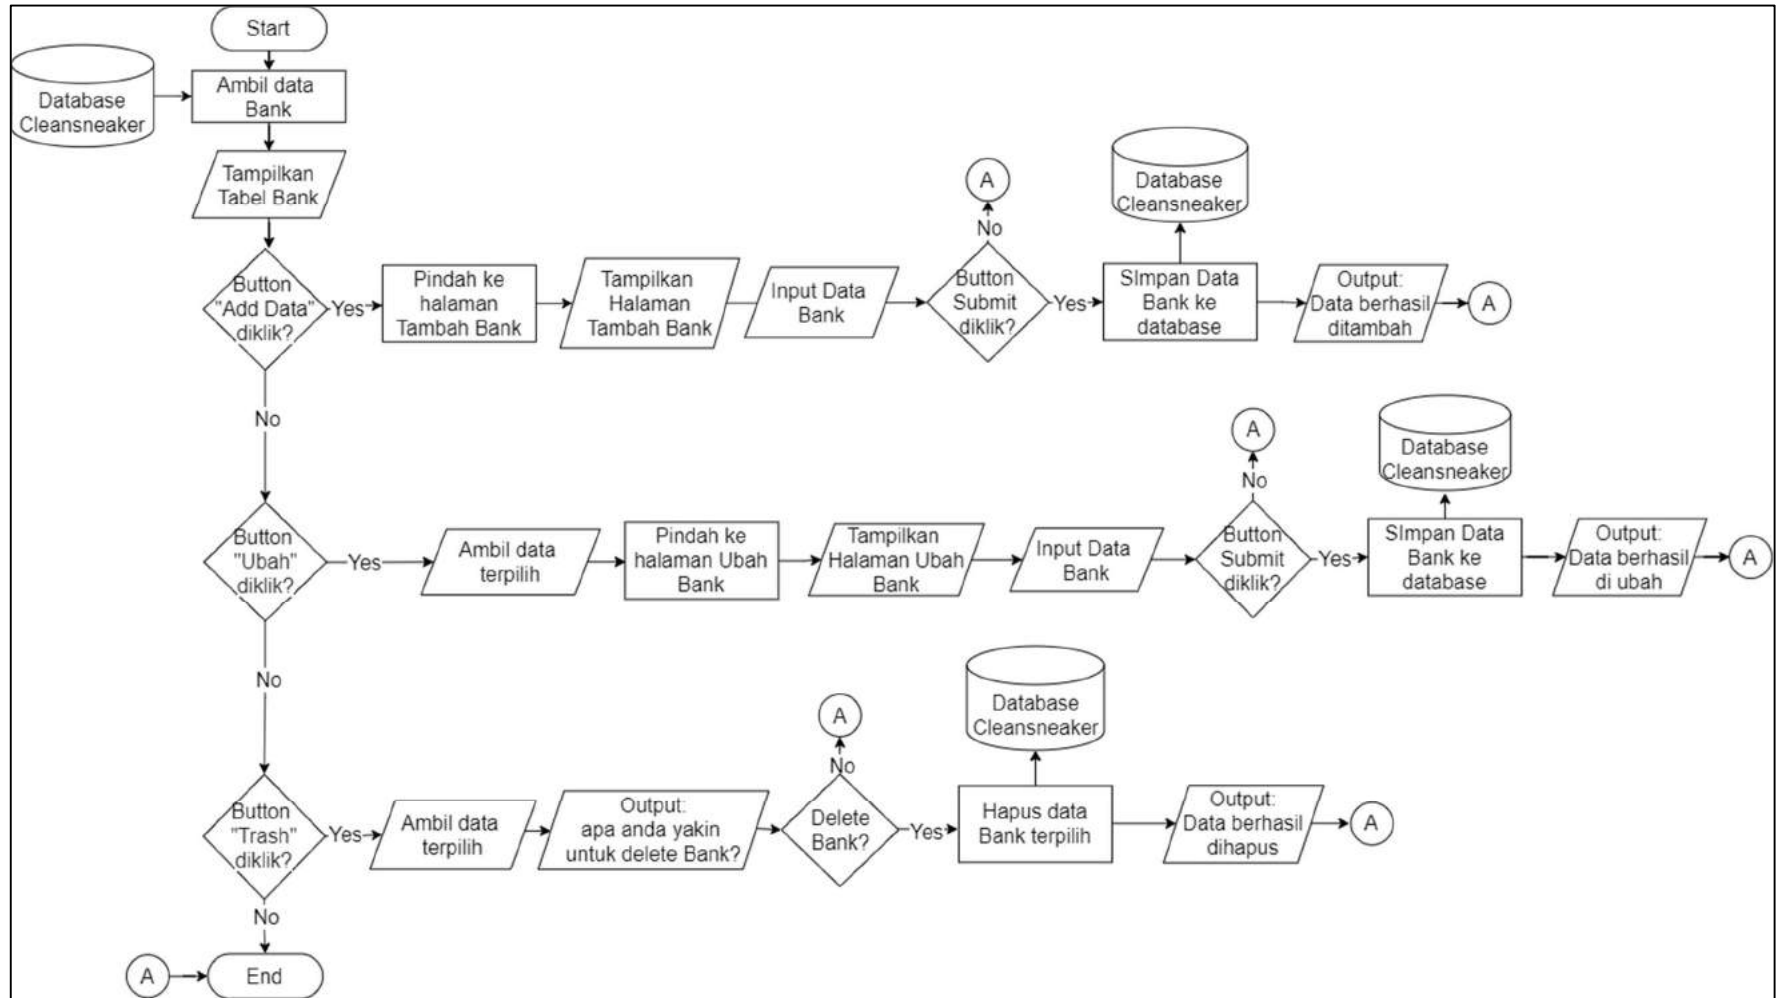 Start
Database
Cleansneaker
Ambil data
Bank
Tampilkan
Tabel Bank
Button
"Add Data"
diklik?
Yes
Pindah ke
halaman
Tambah Bank
Tampilkan
Halaman
Tambah Bank
Input Data
Bank
A
No
Button
Submit
diklik?
Yes
Database
Cleansneaker
SImpan Data
Bank ke
database
Output:
Data berhasil
ditambah
A
No
Button
"Ubah"
diklik?
Yes
Ambil data
terpilih
Pindah ke
halaman Ubah
Bank
Tampilkan
Halaman Ubah
Bank
Input Data
Bank
A
No
Button
Submit
diklik?
Yes
Database
Cleansneaker
SImpan Data
Bank ke
database
Output:
Data berhasil
di ubah
A
No
Button
"Trash"
diklik?
Yes
Ambil data
terpilih
Output:
apa anda yakin
untuk delete Bank?
A
No
Delete
Bank?
Yes
Database
Cleansneaker
Hapus data
Bank terpilih
Output:
Data berhasil
dihapus
A
No
A
End